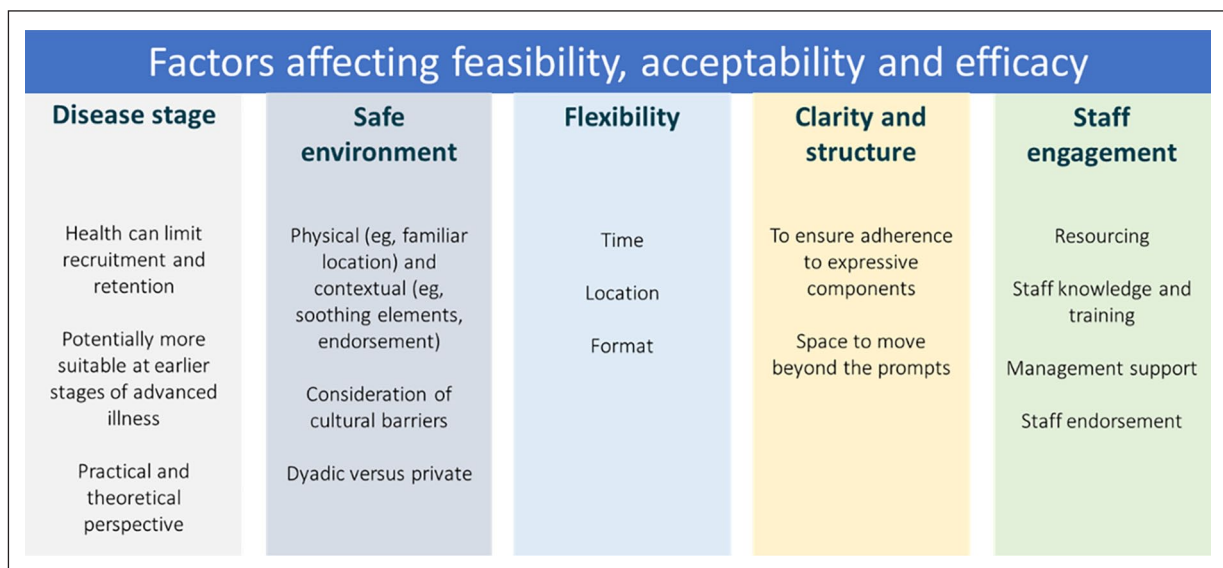 Factors affecting feasibility, acceptability and efficacy
Disease stage
Health can limit
recruitment and
retention
Potentially more
suitable at earlier
stages of advanced
illness
Practical and
theoretical
perspective
Safe
environment
Physical (eg, familiar
location) and
contextual (eg,
soothing elements,
endorsement)
Consideration of
cultural barriers
Dyadic versus private
Flexibility
Time
Location
Format
Clarity and
structure
To ensure adherence
to expressive
components
Space to move
beyond the prompts
Staff
engagement
Resourcing
Staff knowledge and
training
Management support
Staff endorsement